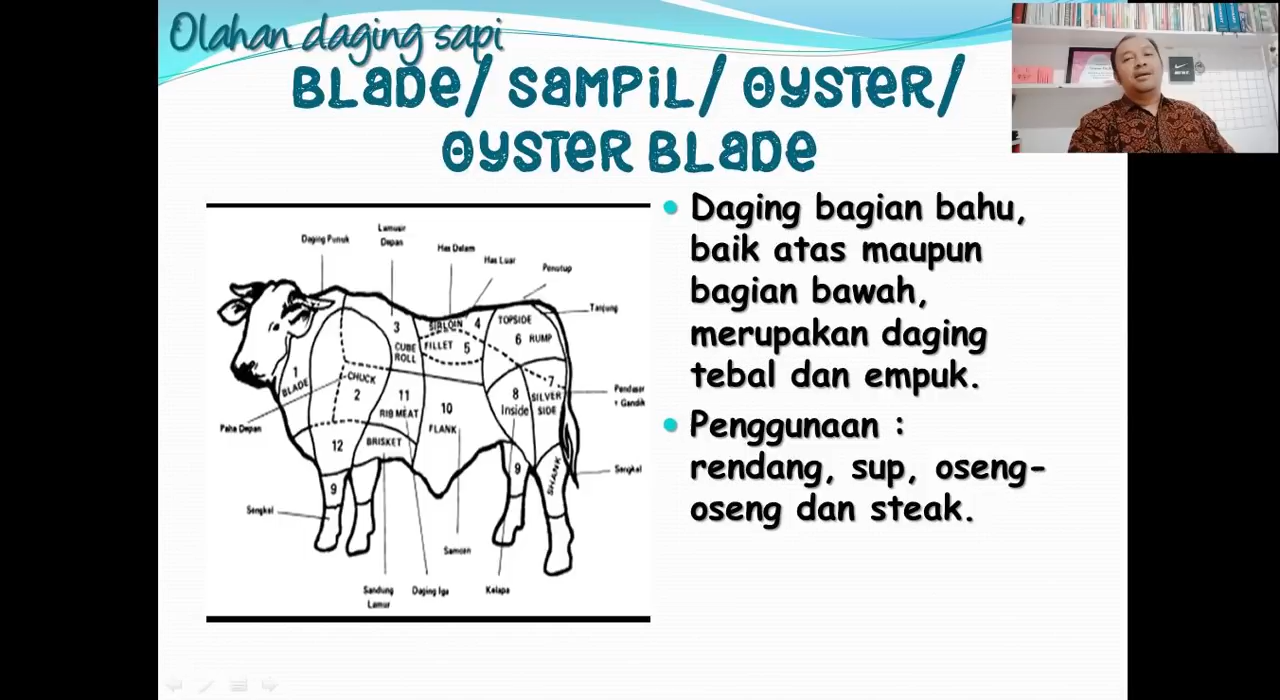 Olahan daging sapi
BLADE/ SAMPIL/ OYSTER/
OYSTER BLADE
Daging bagian bahu,
baik atas maupun
bagian bawah,
merupakan daging
tebal dan empuk.
Penggunaan :
rendang, sup, oseng-
oseng dan steak.
Daging Punuk
Lamusir
Depan
Has Dalam
Has Luar
Penutup
Tanjung
3
SIRLOIN 4
TOPSIDE
CUBE
ROLL
FILLET 5
6 RUMP
1
BLADE
CHUCK
2
11
RIB MEAT
10
FLANK
8
Inside
7
SILVER
SIDE
Pendasar
+ Gandik
Paha Depan
12
BRISKET
9
9
SHANK
Sengkel
Sengkel
Samcan
Sandung
Lamur
Daging Iga
Kelapa